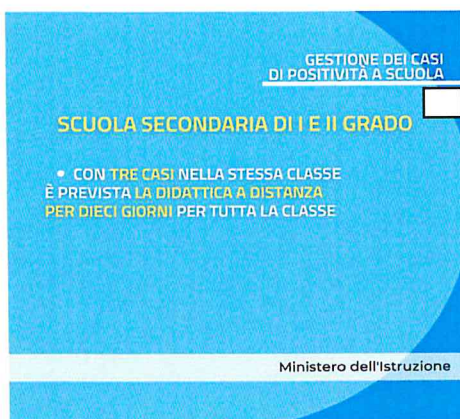 GESTIONE DEI CASI
DI POSITIVITÀ A SCUOLA
SCUOLA SECONDARIA DI I E II GRADO
• CON TRE CASI NELLA STESSA CLASSE
È PREVISTA LA DIDATTICA A DISTANZA
PER DIECI GIORNI PER TUTTA LA CLASSE
Ministero dell'Istruzione